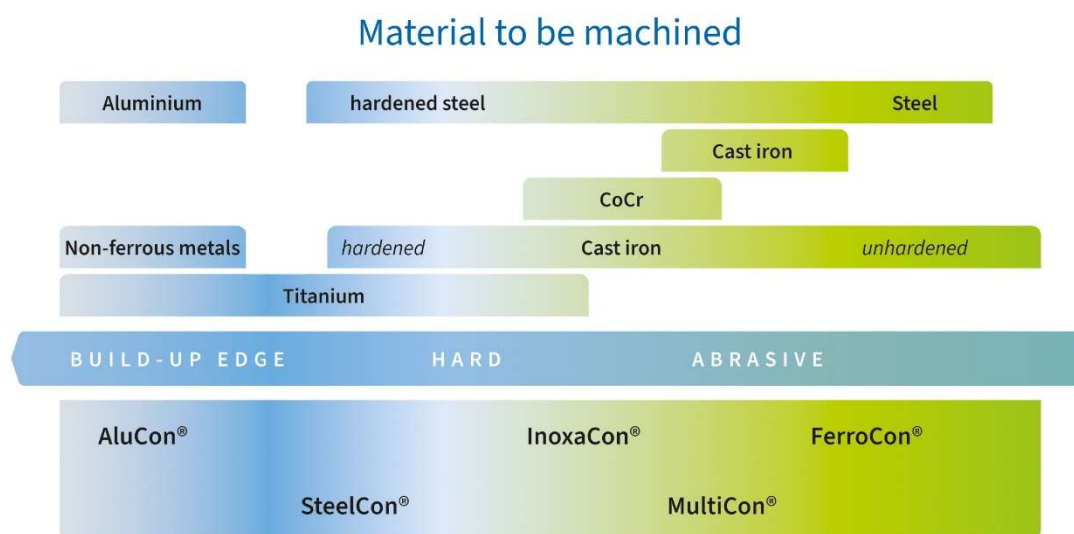 Material to be machined
Aluminium hardened steel Steel
Cast iron
CoCr
Non-ferrous metals hardened Cast iron unhardened
Titanium
BUILD-UP EDGE HARD ABRASIVE
AluCon® InoxaCon® FerroCon®
SteelCon® MultiCon®